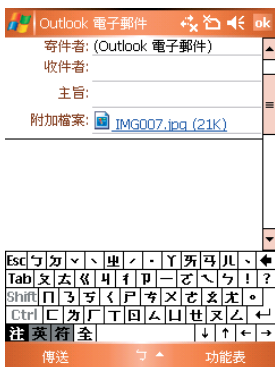 Outlook 電子郵件 ok
寄件者: (Outlook 電子郵件)
收件者:
主旨:
附加檔案: IMG007.jpg (21K)
Esc ㄅ ㄉ ˇ ˋ ㄓ ˊ ˙ ㄚ ㄞ ㄢ ㄦ 、
Tab ㄆ ㄊ ㄍ ㄐ ㄔ ㄗ ㄧ ㄛ ㄟ ㄣ ! ?
Shift ㄇ ㄋ ㄎ ㄑ ㄕ ㄘ ㄨ ㄜ ㄠ ㄤ 。
Ctrl ㄈ ㄌ ㄏ ㄒ ㄖ ㄙ ㄩ ㄝ ㄡ ㄥ ↵
注 英 符 全 ↓ ↑ ← →
傳送 ㄅ 功能表